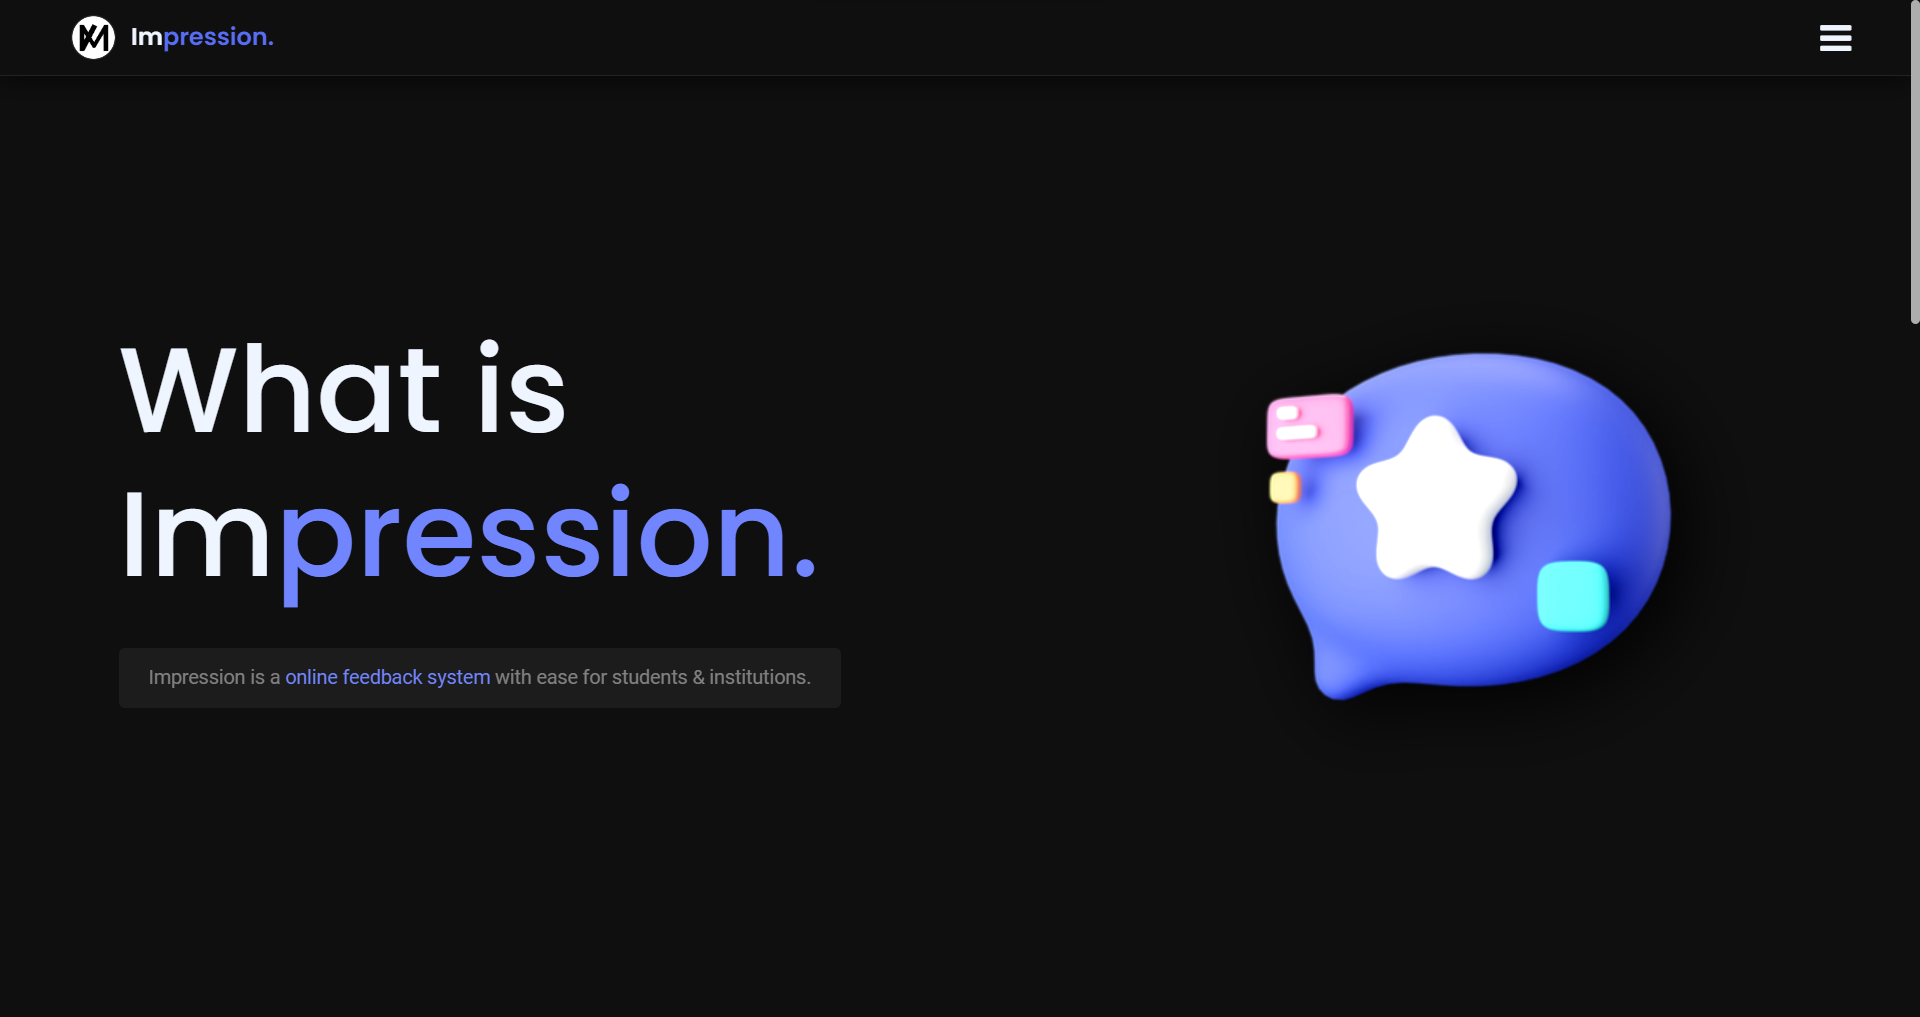 Impression.
What is
Impression.
Impression is a online feedback system with ease for students & institutions.